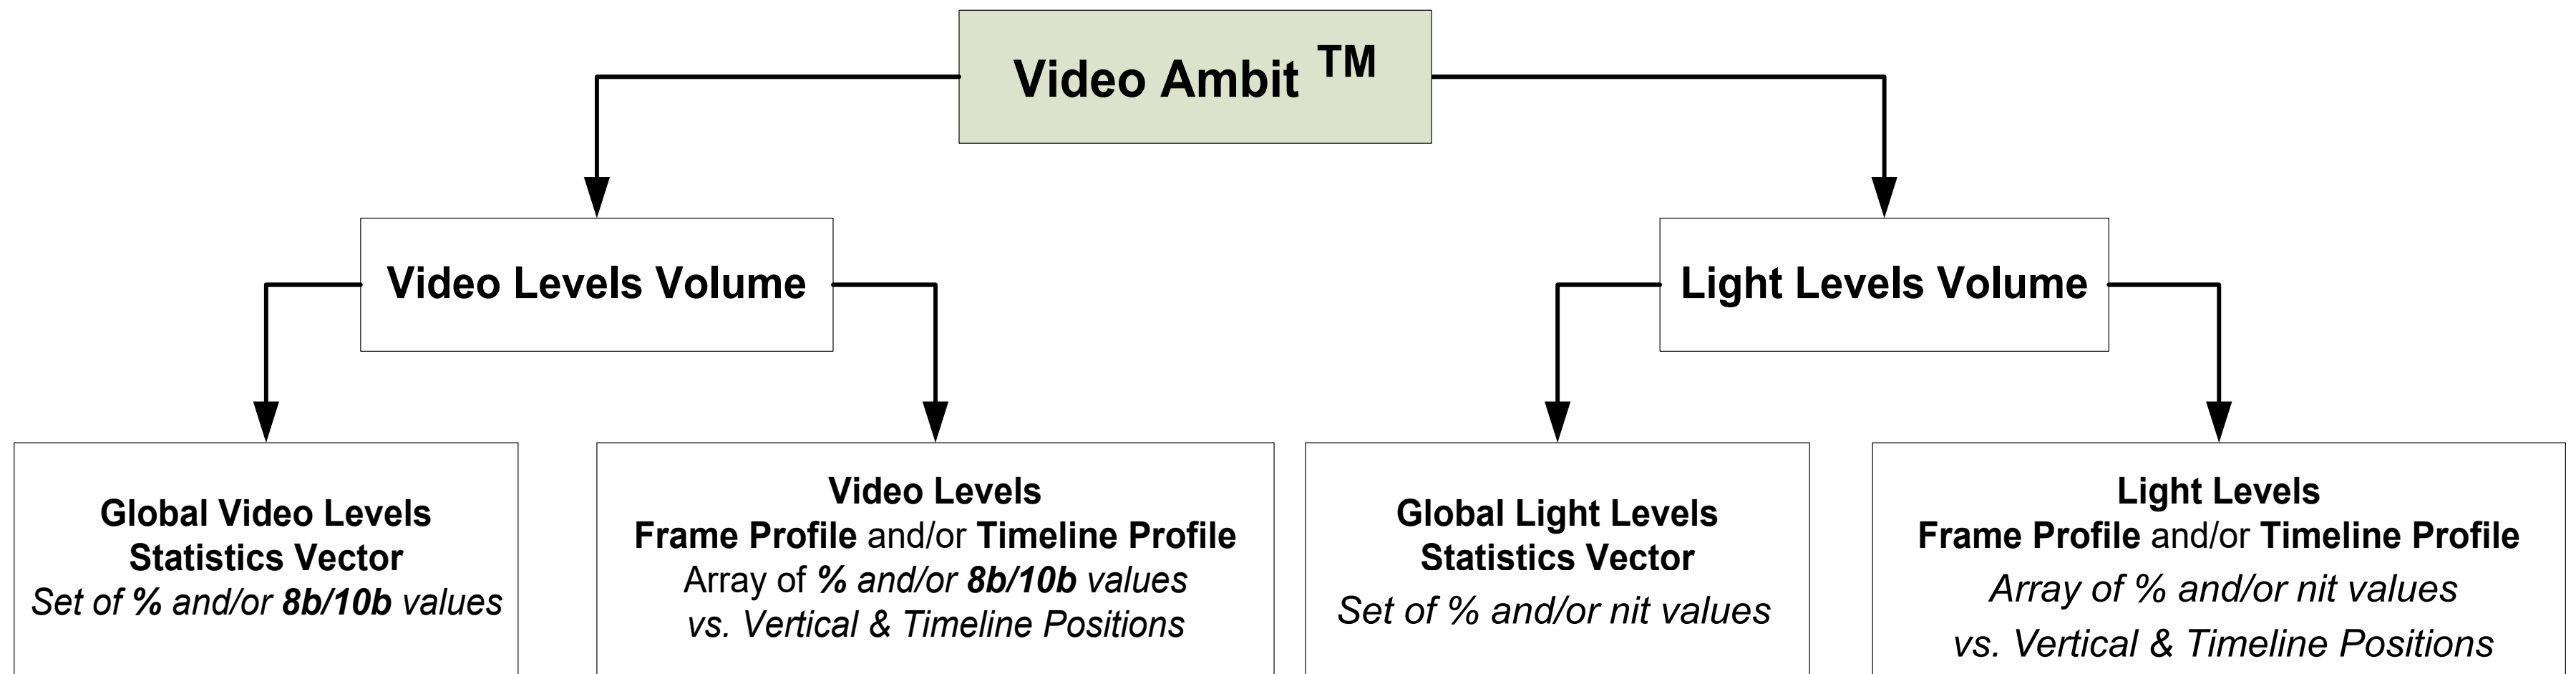 Video Ambit TM
Video Levels Volume
Light Levels Volume
Global Video Levels
Statistics Vector
Set of % and/or 8b/10b values
Video Levels
Frame Profile and/or Timeline Profile
Array of % and/or 8b/10b values
vs. Vertical & Timeline Positions
Global Light Levels
Statistics Vector
Set of % and/or nit values
Light Levels
Frame Profile and/or Timeline Profile
Array of % and/or nit values
vs. Vertical & Timeline Positions